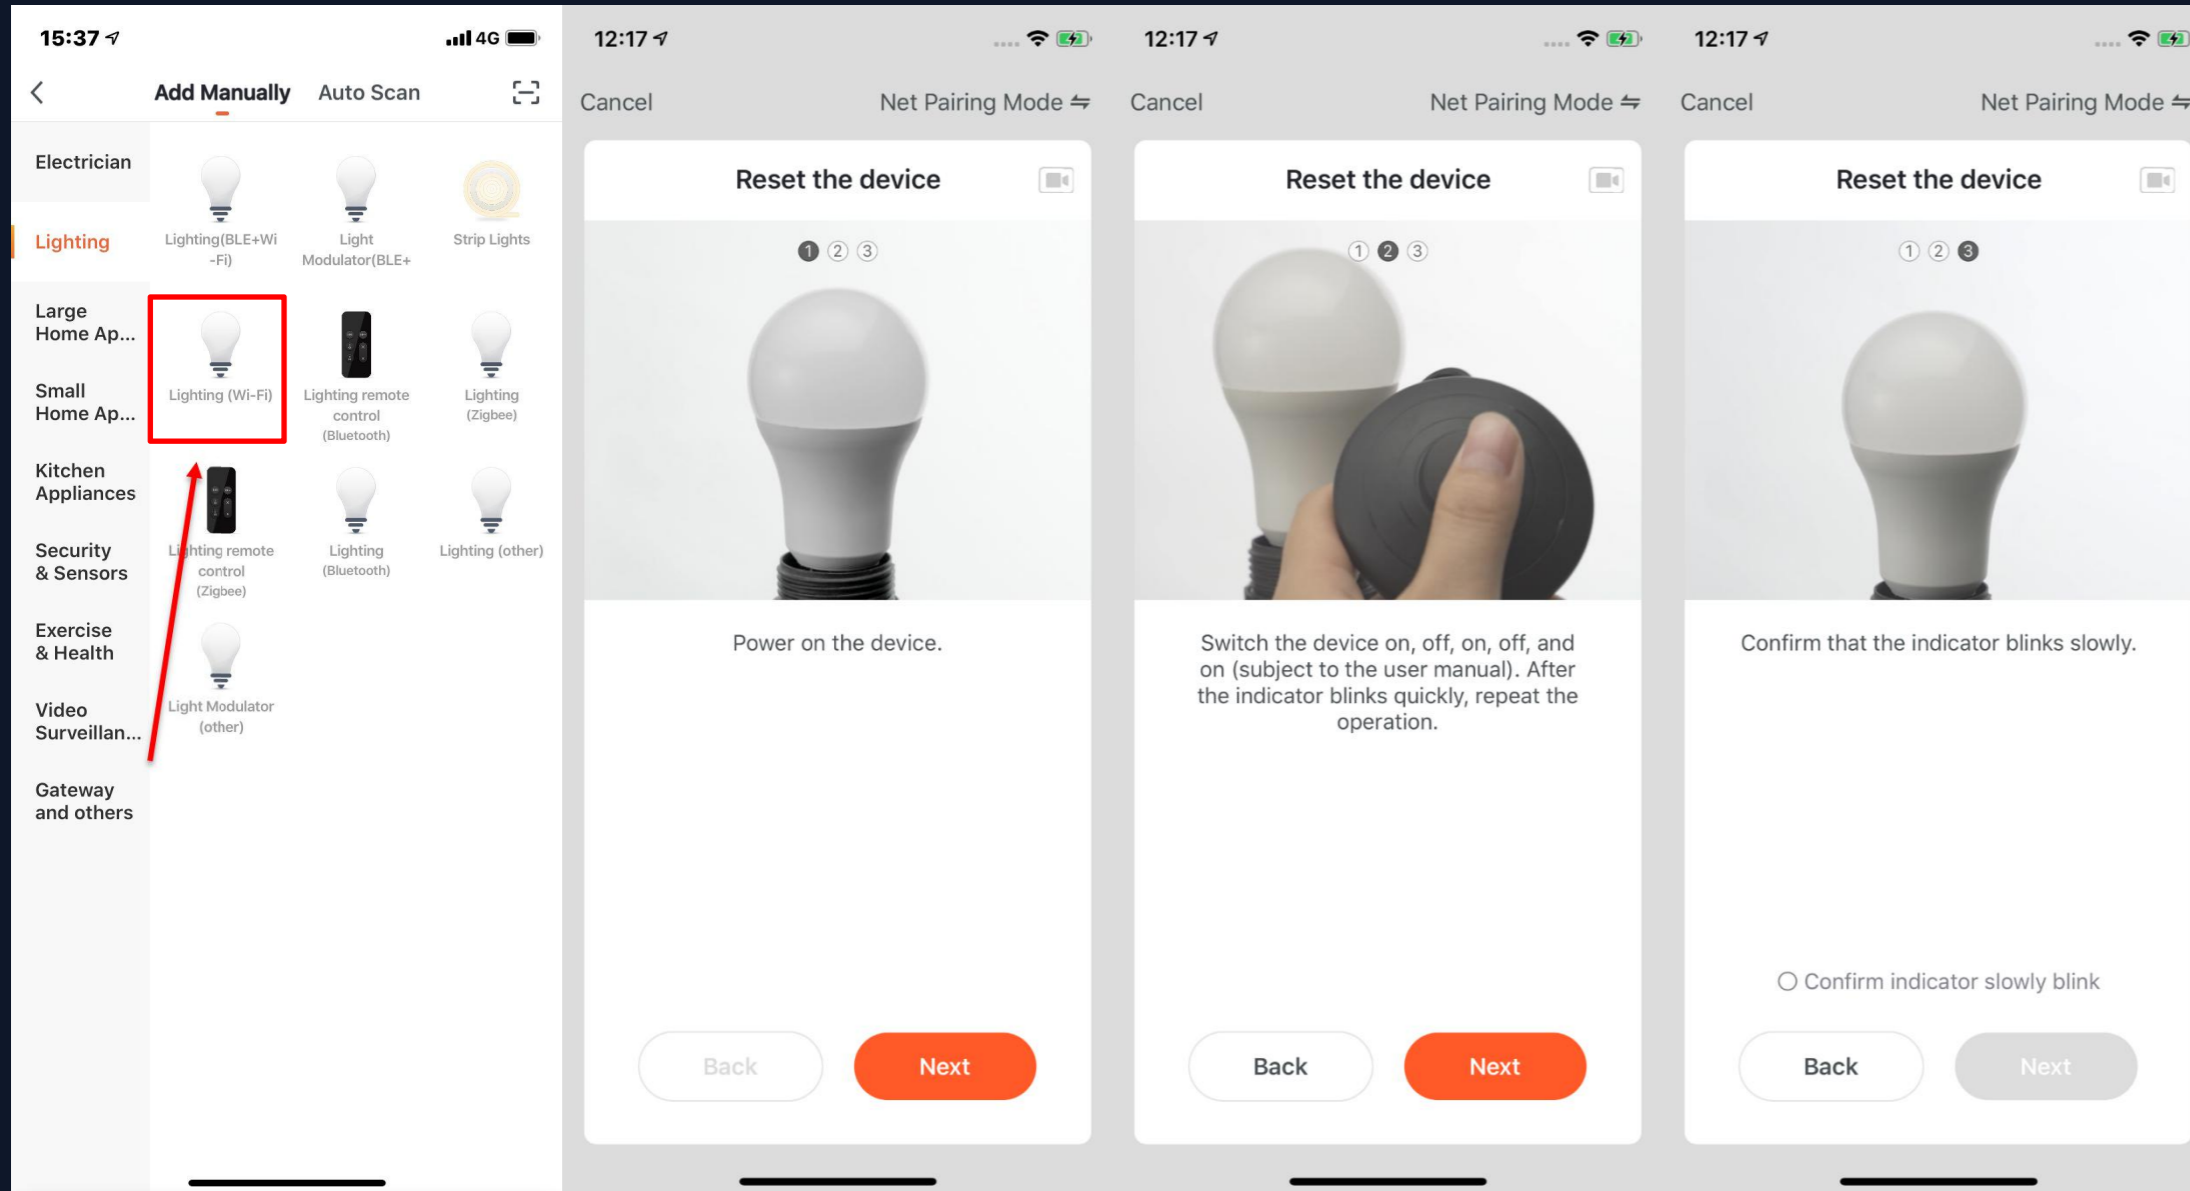 15:37
4G
Add Manually
Auto Scan
Electrician
Lighting
Large
Home Ap...
Small
Home Ap...
Kitchen
Appliances
Security
& Sensors
Exercise
& Health
Video
Surveillan...
Gateway
and others
Lighting(BLE+Wi
-Fi)
Light
Modulator(BLE+
Strip Lights
Lighting (Wi-Fi)
Lighting remote
control
(Bluetooth)
Lighting
(Zigbee)
Lighting remote
control
(Zigbee)
Lighting
(Bluetooth)
Lighting (other)
Light Modulator
(other)
12:17
Cancel
Net Pairing Mode
Reset the device
1 2 3
Power on the device.
Back
Next
12:17
Cancel
Net Pairing Mode
Reset the device
1 2 3
Switch the device on, off, on, off, and
on (subject to the user manual). After
the indicator blinks quickly, repeat the
operation.
Back
Next
12:17
Cancel
Net Pairing Mode
Reset the device
1 2 3
Confirm that the indicator blinks slowly.
Confirm indicator slowly blink
Back
Next